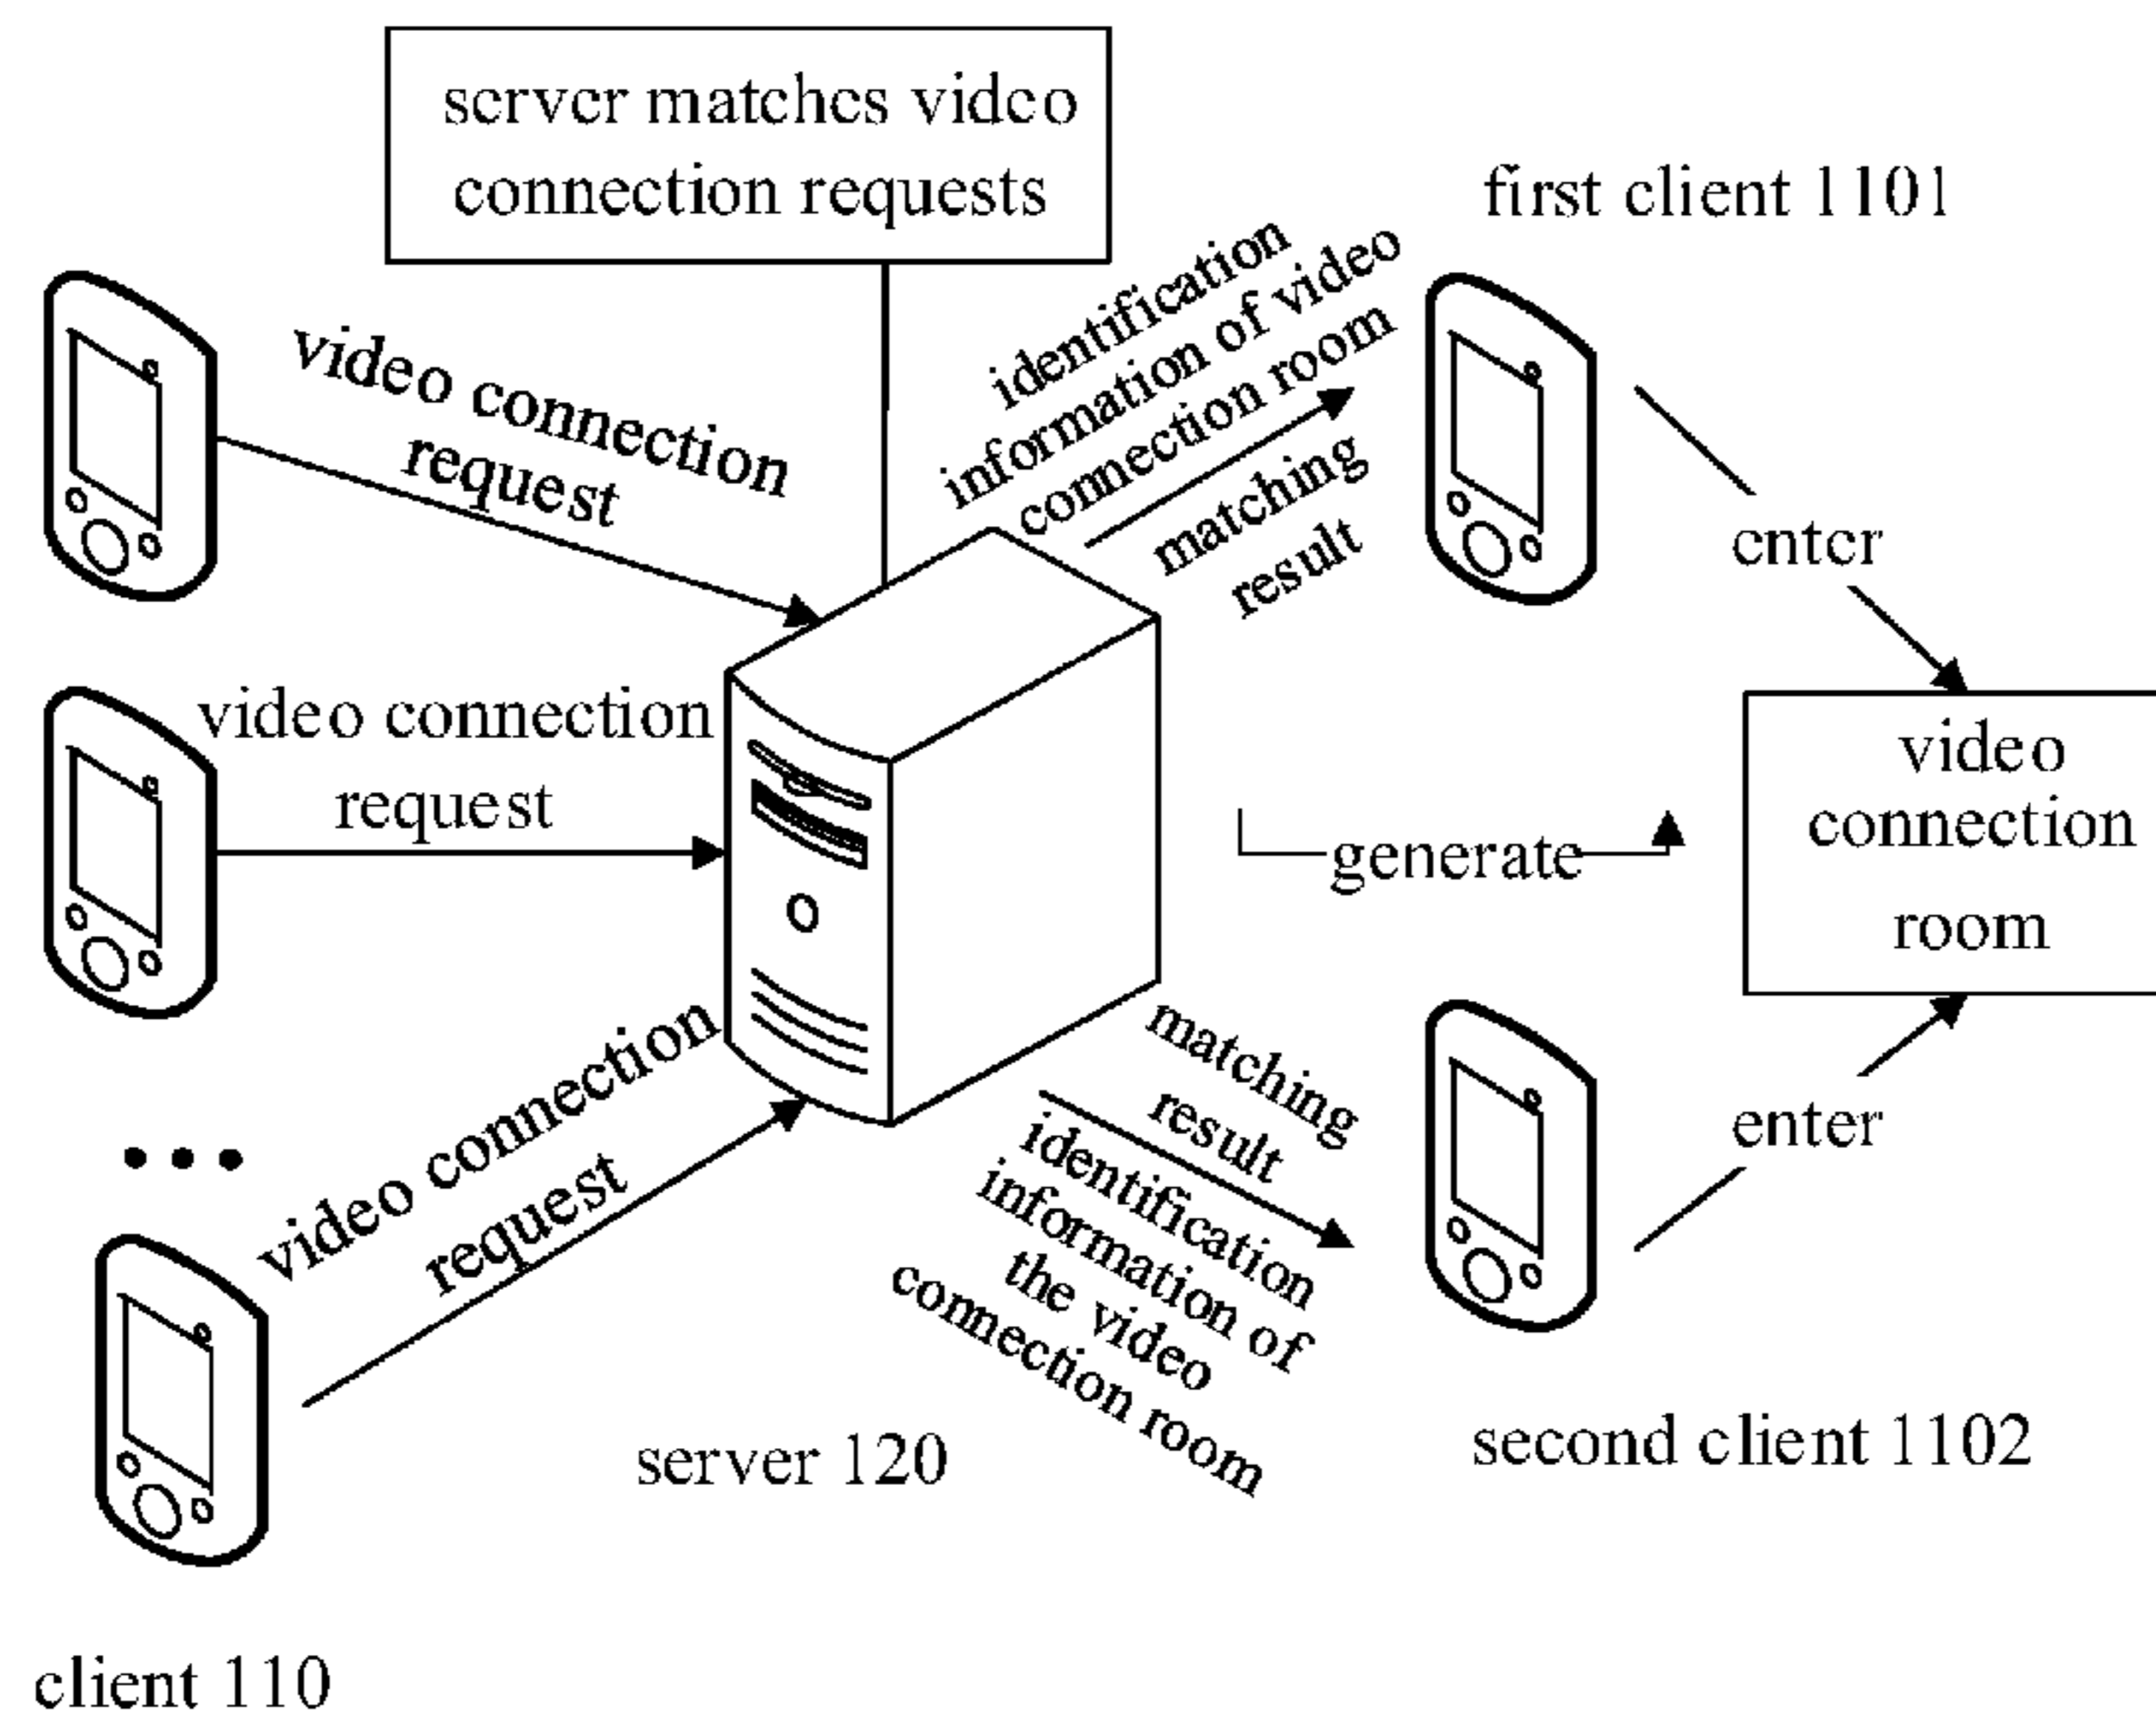 server matches video
connection requests
first client 1101
identification
information of video
connection room
matching
result
video connection
request
enter
video connection
request
video
connection
room
generate
matching
result
identification
information of
the video
connection room
enter
video connection
request
server 120
second client 1102
client 110